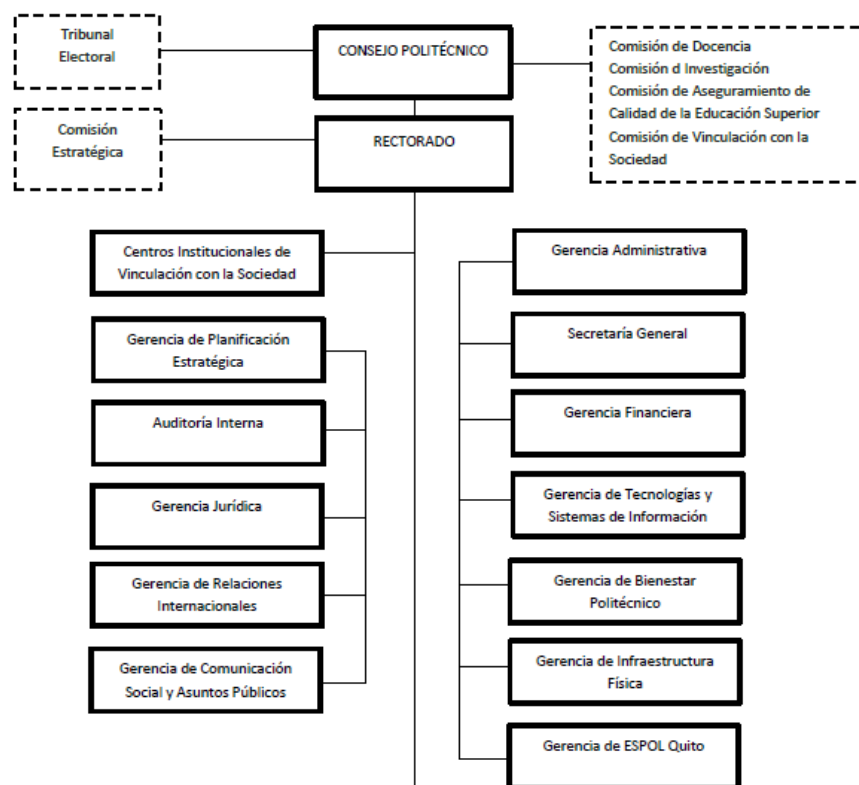 Tribunal
Electoral
CONSEJO POLITÉCNICO
Comisión de Docencia
Comisión d Investigación
Comisión de Aseguramiento de
Calidad de la Educación Superior
Comisión de Vinculación con la
Sociedad
Comisión
Estratégica
RECTORADO
Centros Institucionales de
Vinculación con la Sociedad
Gerencia de Planificación
Estratégica
Auditoría Interna
Gerencia Jurídica
Gerencia de Relaciones
Internacionales
Gerencia de Comunicación
Social y Asuntos Públicos
Gerencia Administrativa
Secretaría General
Gerencia Financiera
Gerencia de Tecnologías y
Sistemas de Información
Gerencia de Bienestar
Politécnico
Gerencia de Infraestructura
Física
Gerencia de ESPOL Quito